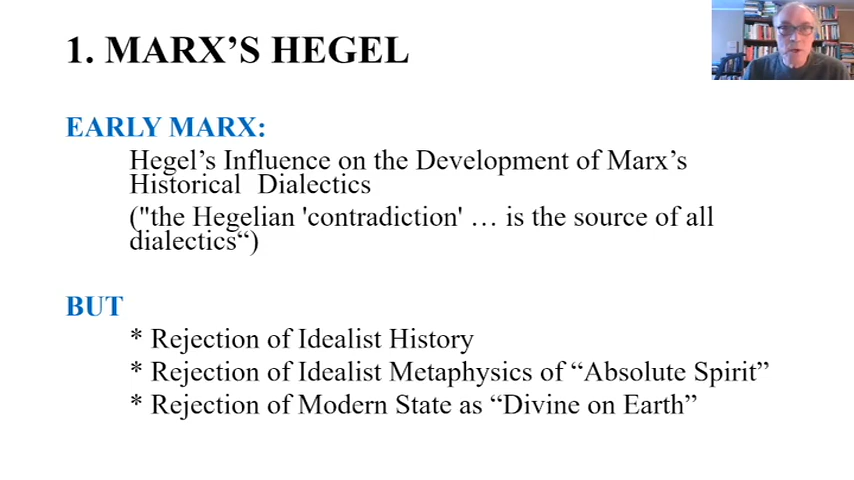 1. MARX’S HEGEL
EARLY MARX:
Hegel’s Influence on the Development of Marx’s
Historical Dialectics
("the Hegelian 'contradiction' … is the source of all
dialectics“)
BUT
* Rejection of Idealist History
* Rejection of Idealist Metaphysics of “Absolute Spirit”
* Rejection of Modern State as “Divine on Earth”